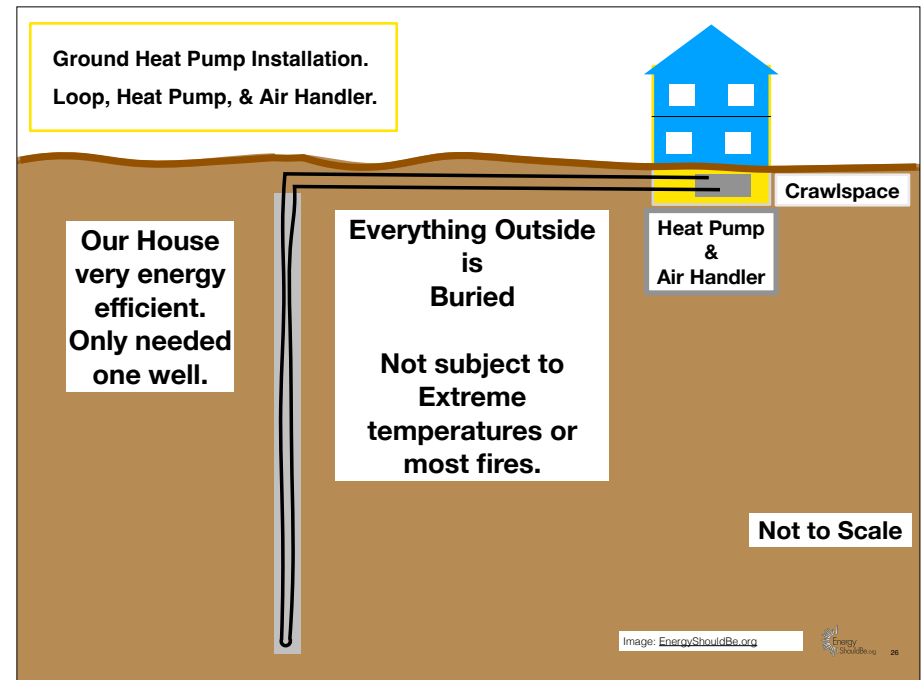 Ground Heat Pump Installation.
Loop, Heat Pump, & Air Handler.
Crawlspace
Heat Pump
&
Air Handler
Our House
very energy
efficient.
Only needed
one well.
Everything Outside
is
Buried
Not subject to
Extreme
temperatures or
most fires.
Not to Scale
Image: EnergyShouldBe.org
Energy
ShouldBe.org
26